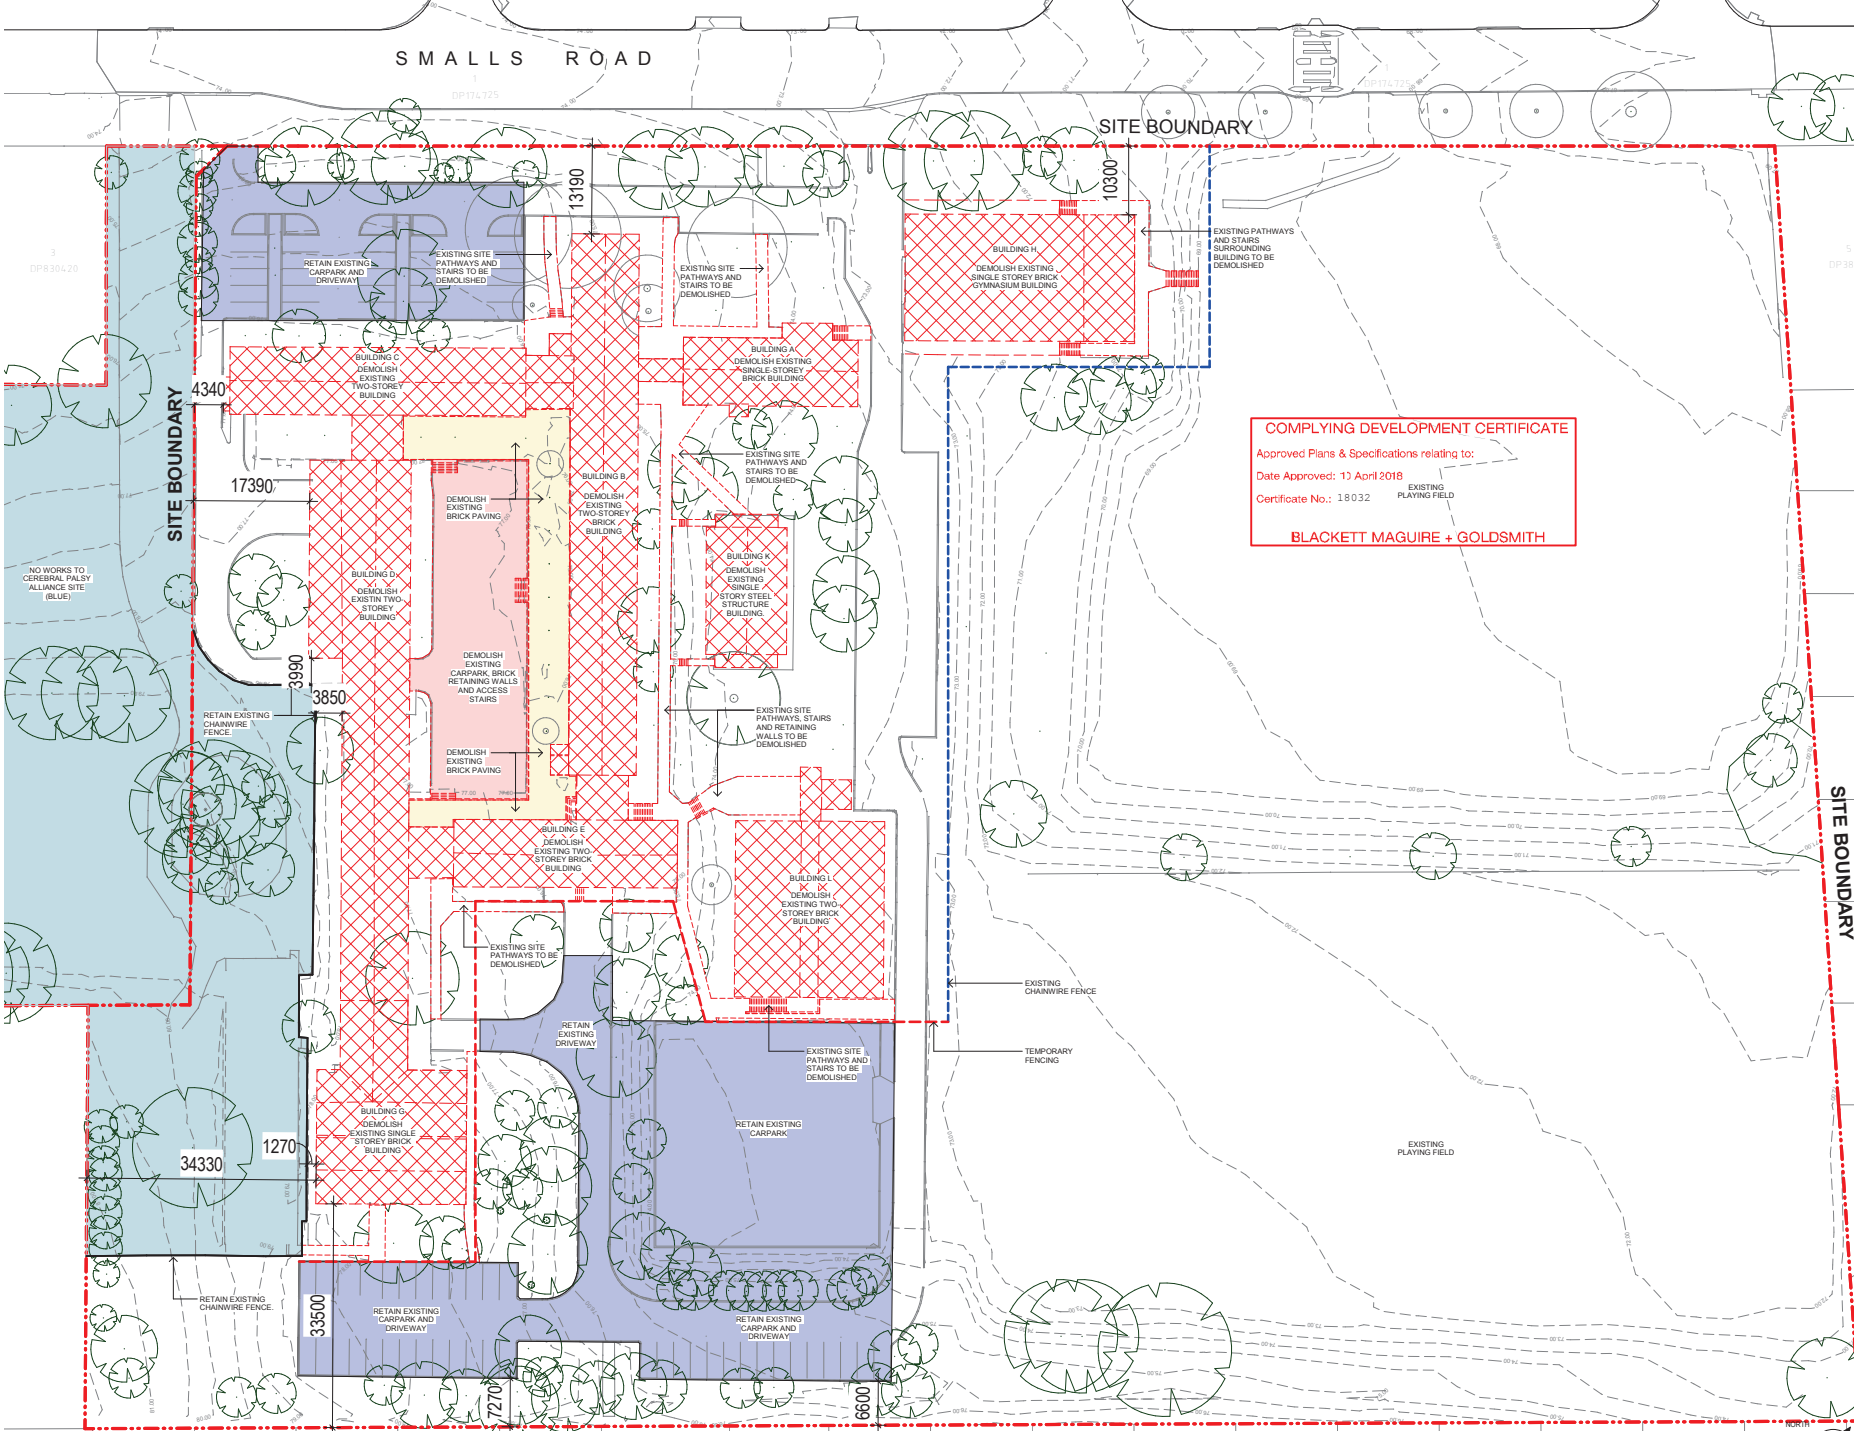 SMALLS ROAD
1
DP174725
1
DP174725
SITE BOUNDARY
3
DP830420
13190
10300
RETAIN EXISTING
CARPARK AND
DRIVEWAY
EXISTING SITE
PATHWAYS AND
STAIRS TO BE
DEMOLISHED
EXISTING SITE
PATHWAYS AND
STAIRS TO BE
DEMOLISHED
BUILDING H
DEMOLISH EXISTING
SINGLE STOREY BRICK
GYMNASIUM BUILDING
EXISTING PATHWAYS
AND STAIRS
SURROUNDING
BUILDING TO BE
DEMOLISHED
BUILDING C
DEMOLISH
EXISTING
TWO-STOREY
BUILDING
BUILDING A
DEMOLISH EXISTING
SINGLE-STOREY
BRICK BUILDING
4340
SITE BOUNDARY
17390
BUILDING B
DEMOLISH
EXISTING
TWO-STOREY
BRICK
BUILDING
DEMOLISH
EXISTING
BRICK PAVING
EXISTING SITE
PATHWAYS AND
STAIRS TO BE
DEMOLISHED
COMPLYING DEVELOPMENT CERTIFICATE
Approved Plans & Specifications relating to:
Date Approved: 10 April 2018
Certificate No.: 18032
BLACKETT MAGUIRE + GOLDSMITH
EXISTING
PLAYING FIELD
NO WORKS TO
CEREBRAL PALSY
ALLIANCE SITE
(BLUE)
BUILDING D
DEMOLISH
EXISTIN TWO-
STOREY
BUILDING
BUILDING K
DEMOLISH
EXISTING
SINGLE
STORY STEEL
STRUCTURE
BUILDING.
3990
3850
DEMOLISH
EXISTING
CARPARK, BRICK
RETAINING WALLS
AND ACCESS
STAIRS
RETAIN EXISTING
CHAINWIRE
FENCE.
EXISTING SITE
PATHWAYS, STAIRS
AND RETAINING
WALLS TO BE
DEMOLISHED
DEMOLISH
EXISTING
BRICK PAVING
BUILDING E
DEMOLISH
EXISTING TWO-
STOREY BRICK
BUILDING
BUILDING L
DEMOLISH
EXISTING TWO-
STOREY BRICK
BUILDING
SITE BOUNDARY
EXISTING SITE
PATHWAYS TO BE
DEMOLISHED
EXISTING
CHAINWIRE FENCE
RETAIN
EXISTING
DRIVEWAY
EXISTING SITE
PATHWAYS AND
STAIRS TO BE
DEMOLISHED
TEMPORARY
FENCING
BUILDING G
DEMOLISH
EXISTING SINGLE
STOREY BRICK
BUILDING
RETAIN EXISTING
CARPARK
EXISTING
PLAYING FIELD
1270
34330
RETAIN EXISTING
CHAINWIRE FENCE.
33500
RETAIN EXISTING
CARPARK AND
DRIVEWAY
RETAIN EXISTING
CARPARK AND
DRIVEWAY
7270
6600
NORTH